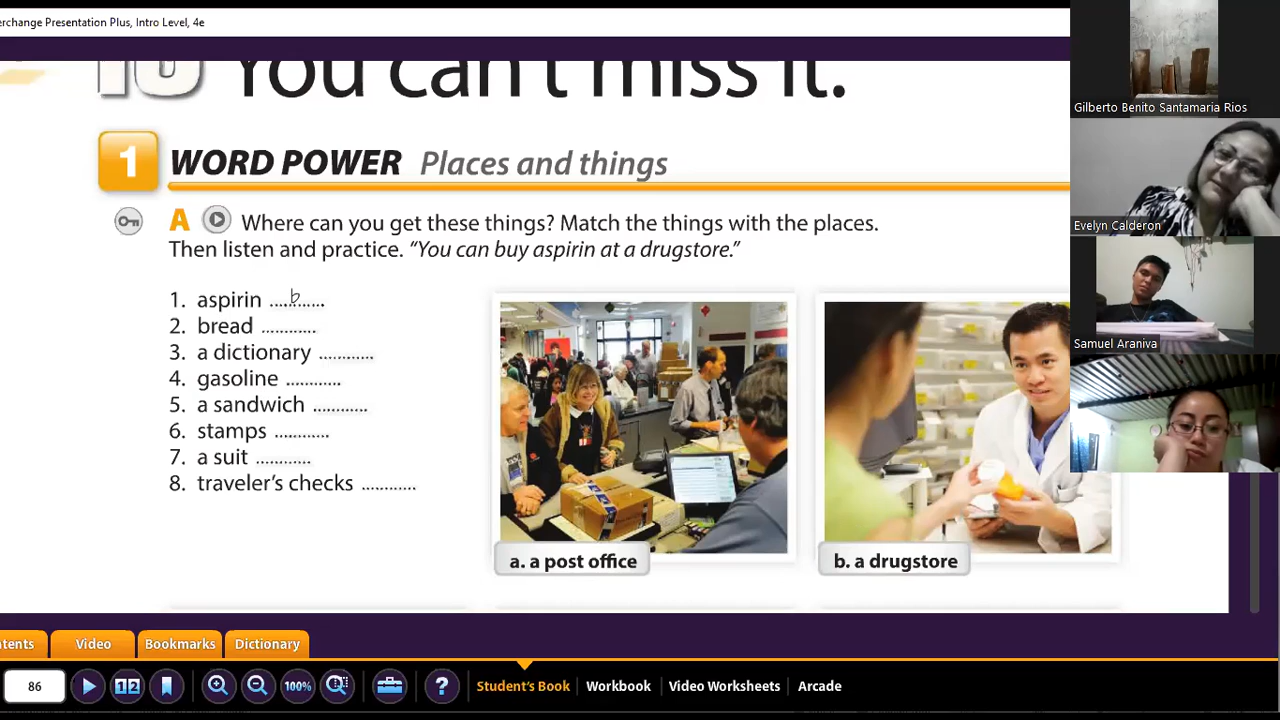 erchange Presentation Plus, Intro Level, 4e
You can't miss it.
1 WORD POWER Places and things
A Where can you get these things? Match the things with the places.
Then listen and practice. “You can buy aspirin at a drugstore.”
1. aspirin ....b.......
2. bread ............
3. a dictionary ............
4. gasoline ............
5. a sandwich ............
6. stamps ............
7. a suit ............
8. traveler's checks ............
a. a post office
b. a drugstore
Gilberto Benito Santamaria Rios
Evelyn Calderon
Samuel Araniva
ntents Video Bookmarks Dictionary
86 1 2 100% ? Student's Book Workbook Video Worksheets Arcade